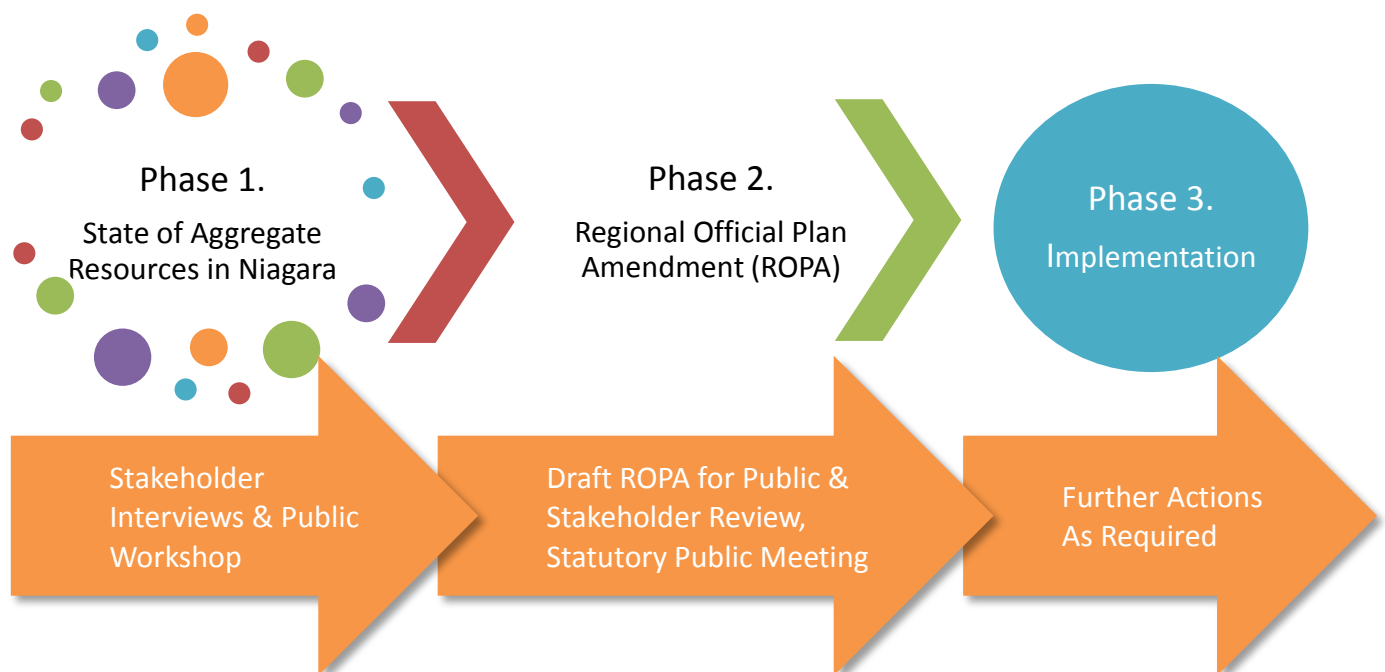 Phase 1.
State of Aggregate
Resources in Niagara
Phase 2.
Regional Official Plan
Amendment (ROPA)
Phase 3.
Implementation
Stakeholder
Interviews & Public
Workshop
Draft ROPA for Public &
Stakeholder Review,
Statutory Public Meeting
Further Actions
As Required